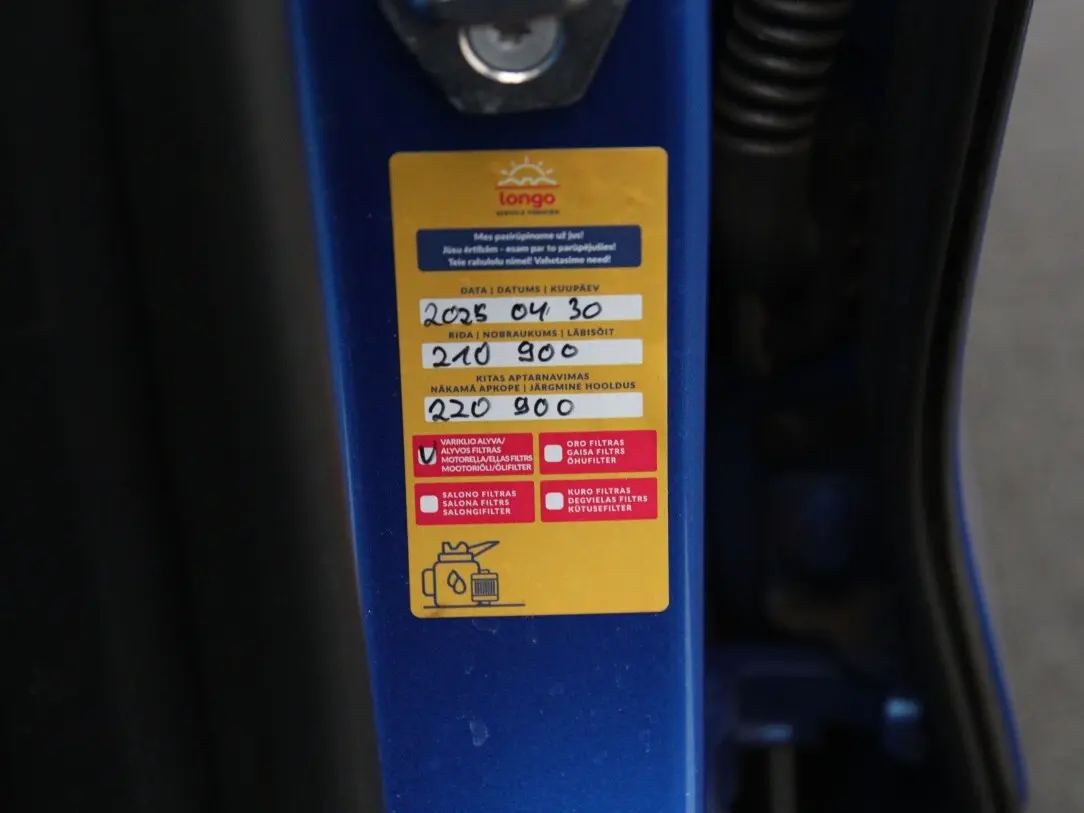 longo
Mes pasirūpinome už jus!
Jūsu ērtībām - esam par to parūpējušies!
Teie rahulolu nimel! Vahetasime need!
DATA | DATUMS | KUUPÄEV
2025 04 30
RIDA | NOBRAUKUMS | LÄBISÕIT
210 900
KITAS APTARNAVIMAS
NĀKAMĀ APKOPE | JÄRGMINE HOOLDUS
220 900
V VARIKLIO ALYVA/
ALYVOS FILTRAS
MOTOREĻĻA/EĻĻAS FILTRS
MOOTORIÕLI/ÕLIFILTER
ORO FILTRAS
GAISA FILTRS
ÕHUFILTER
SALONO FILTRAS
SALONA FILTRS
SALONGIFILTER
KURO FILTRAS
DEGVIELAS FILTRS
KÜTUSEFILTER